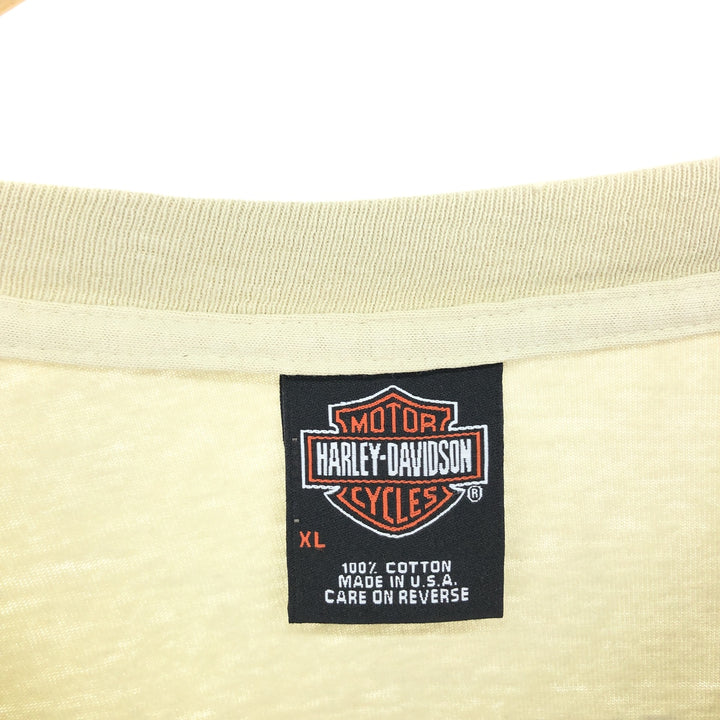 MOTOR
HARLEY-DAVIDSON
CYCLES ®
XL
100% COTTON
MADE IN U.S.A.
CARE ON REVERSE